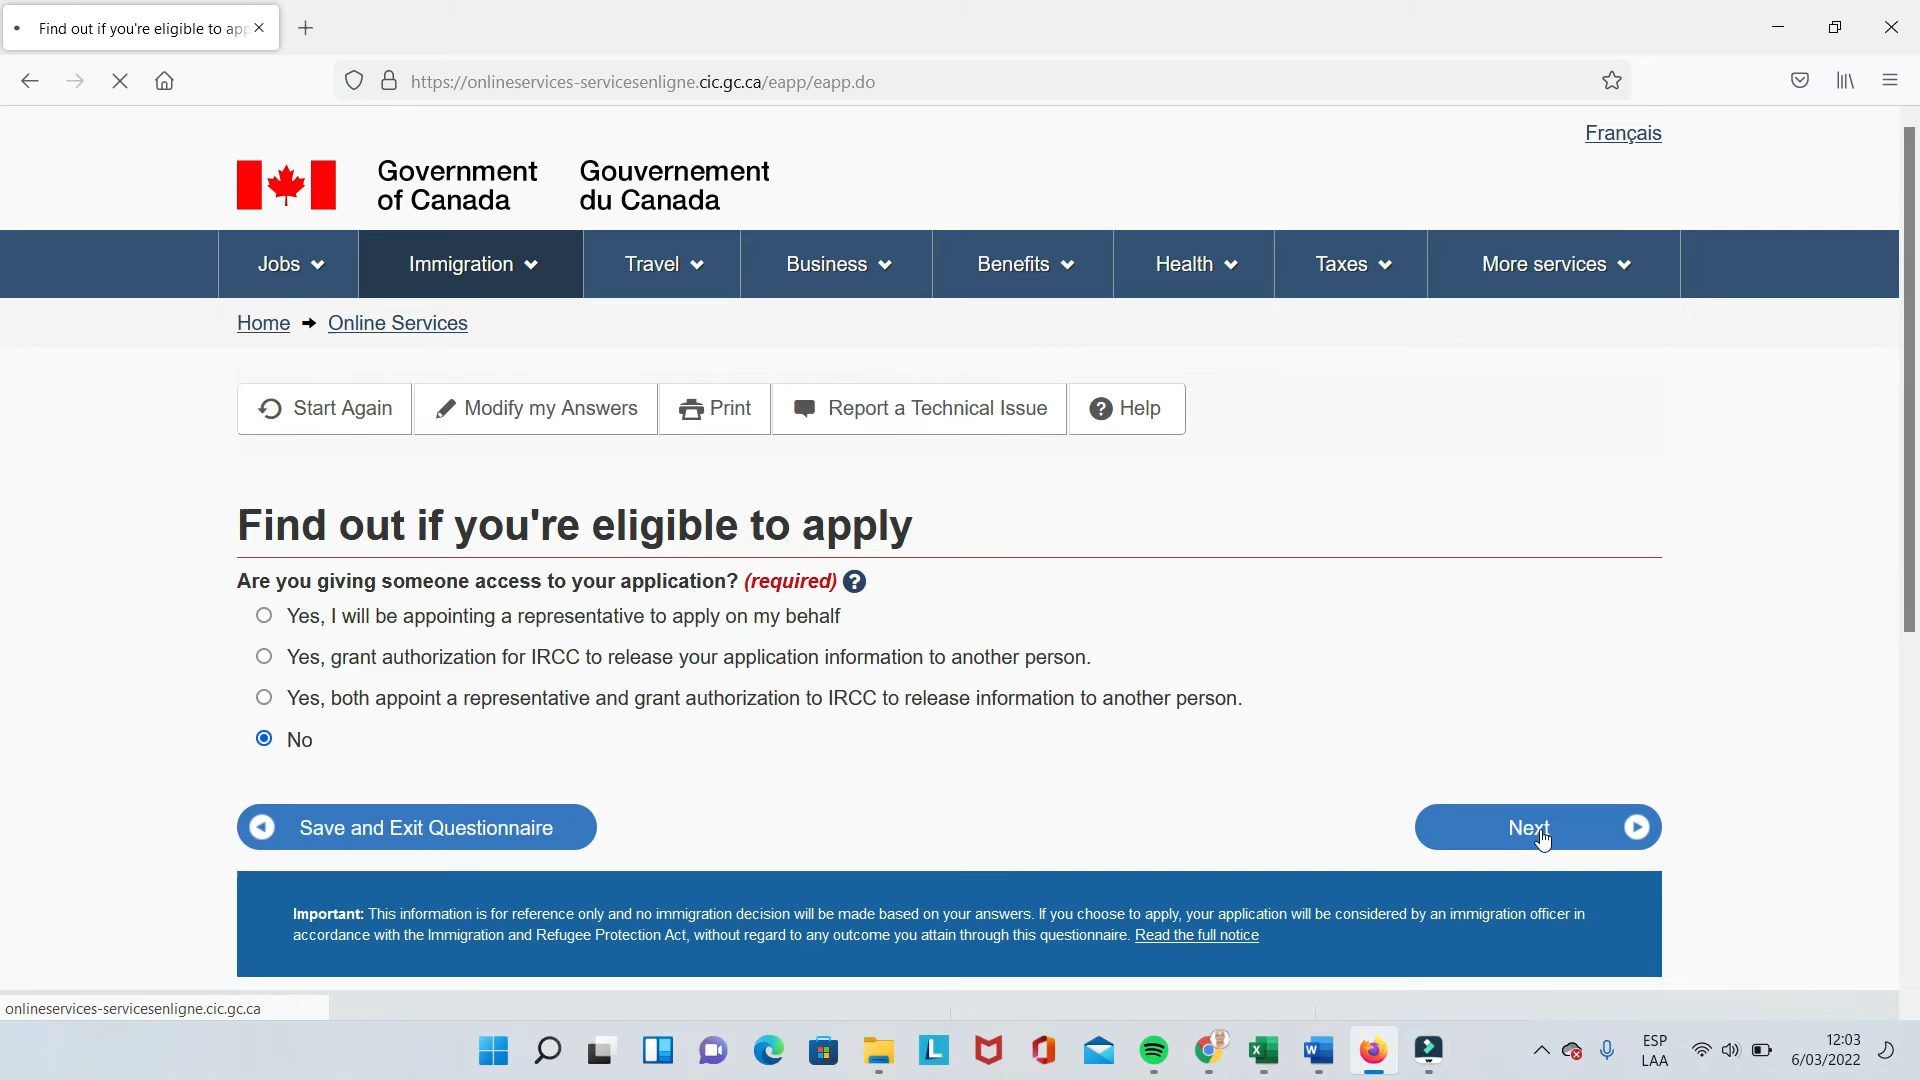 Find out if you're eligible to app
https://onlineservices-servicesenligne.cic.gc.ca/eapp/eapp.do
Français
Government
of Canada
Gouvernement
du Canada
Jobs Immigration Travel Business Benefits Health Taxes More services
Home Online Services
Start Again Modify my Answers Print Report a Technical Issue ? Help
Find out if you're eligible to apply
Are you giving someone access to your application? (required) ?
Yes, I will be appointing a representative to apply on my behalf
Yes, grant authorization for IRCC to release your application information to another person.
Yes, both appoint a representative and grant authorization to IRCC to release information to another person.
No
Save and Exit Questionnaire Next
Important: This information is for reference only and no immigration decision will be made based on your answers. If you choose to apply, your application will be considered by an immigration officer in
accordance with the Immigration and Refugee Protection Act, without regard to any outcome you attain through this questionnaire. Read the full notice
onlineservices-servicesenligne.cic.gc.ca
L X W
ESP
LAA
12:03
6/03/2022